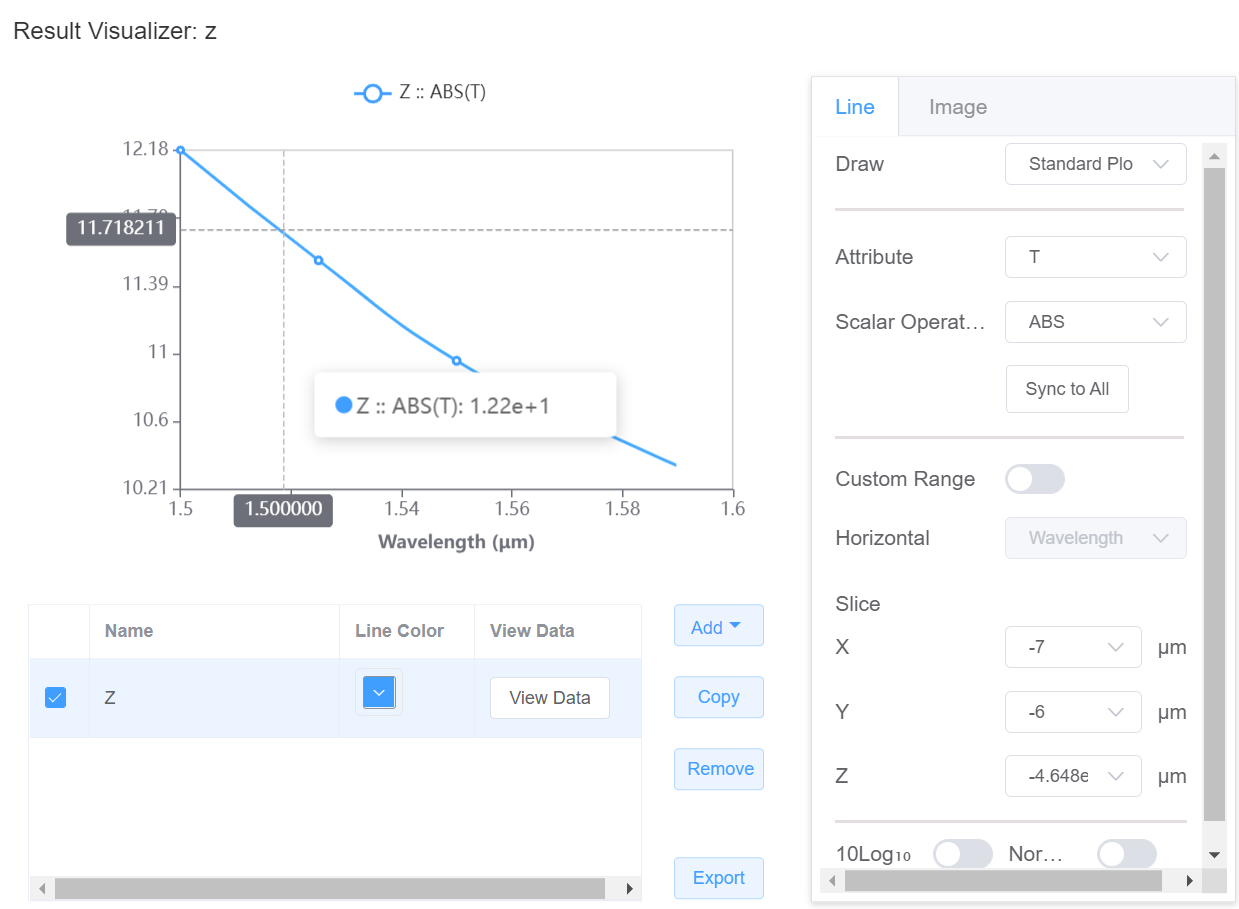 Result Visualizer: z
Z :: ABS(T)
12.18
11.718211
11.39
11
10.6
10.21
Z :: ABS(T): 1.22e+1
1.5
1.500000
1.54
1.56
1.58
1.6
Wavelength (μm)
Name
Line Color
View Data
Z
View Data
Add
Copy
Remove
Export
Line
Image
Draw
Standard Plo
Attribute
T
Scalar Operat...
ABS
Sync to All
Custom Range
Horizontal
Wavelength
Slice
X
-7
μm
Y
-6
μm
Z
-4.648e
μm
10Log10
Nor...